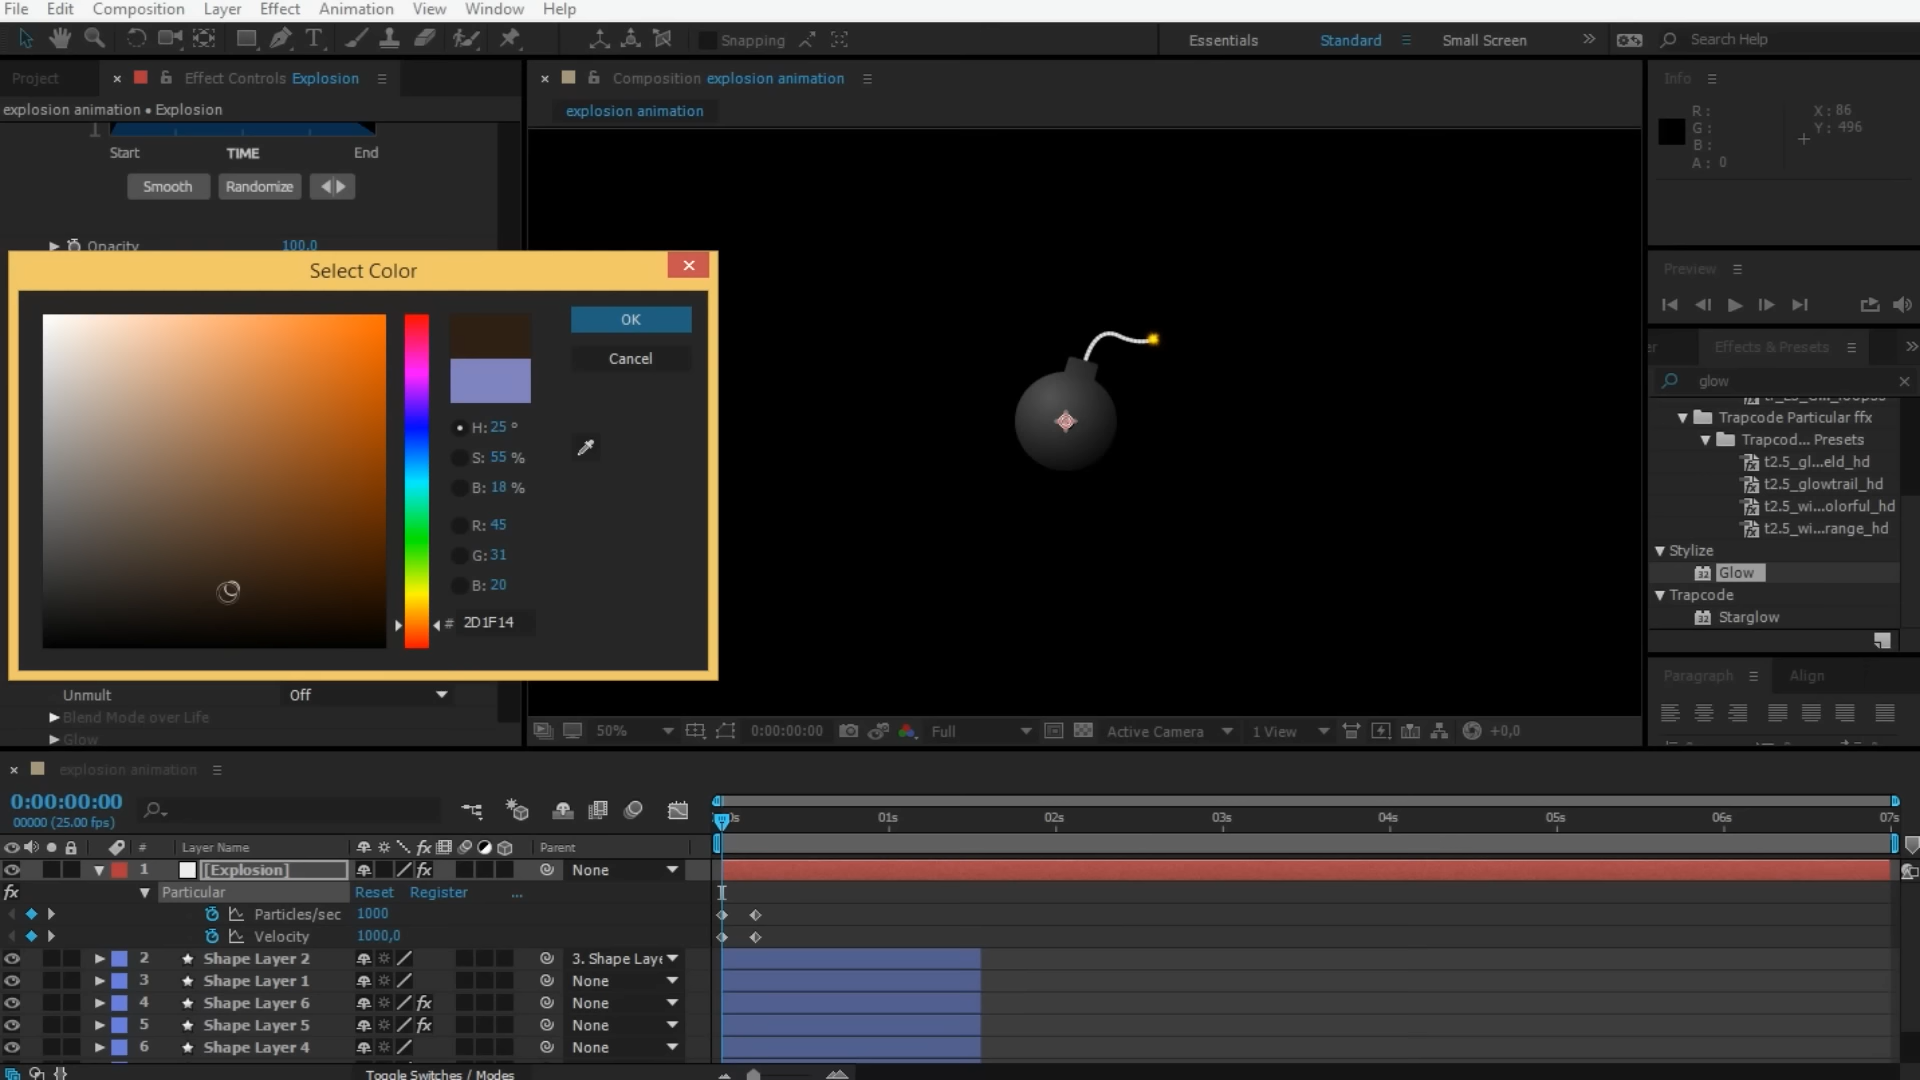 File Edit Composition Layer Effect Animation View Window Help
Snapping
Essentials Standard Small Screen Search Help
Project
Effect Controls Explosion
Composition explosion animation
Info
explosion animation • Explosion
explosion animation
R:
G:
B:
A: 0
X: 86
Y: 496
Start TIME End
Smooth Randomize
Opacity 100,0
Select Color
OK
Cancel
H: 25 °
S: 55 %
B: 18 %
R: 45
G: 31
B: 20
# 2D1F14
Unmult Off
Blend Mode over Life
Glow
50% 0:00:00:00 Full Active Camera 1 View +0,0
Preview
Effects & Presets
glow
Trapcode Particular ffx
Trapcod... Presets
t2.5_gl...eld_hd
t2.5_glowtrail_hd
t2.5_wi...olorful_hd
t2.5_wi...range_hd
Stylize
32 Glow
Trapcode
32 Starglow
Paragraph Align
explosion animation
0:00:00:00
00000 (25.00 fps)
01s 02s 03s 04s 05s 06s 07s
# Layer Name Parent
1 [Explosion] fx None
fx Particular Reset Register ...
Particles/sec 1000
Velocity 1000,0
2 Shape Layer 2 3. Shape Laye
3 Shape Layer 1 None
4 Shape Layer 6 fx None
5 Shape Layer 5 fx None
6 Shape Layer 4 None
Toggle Switches / Modes